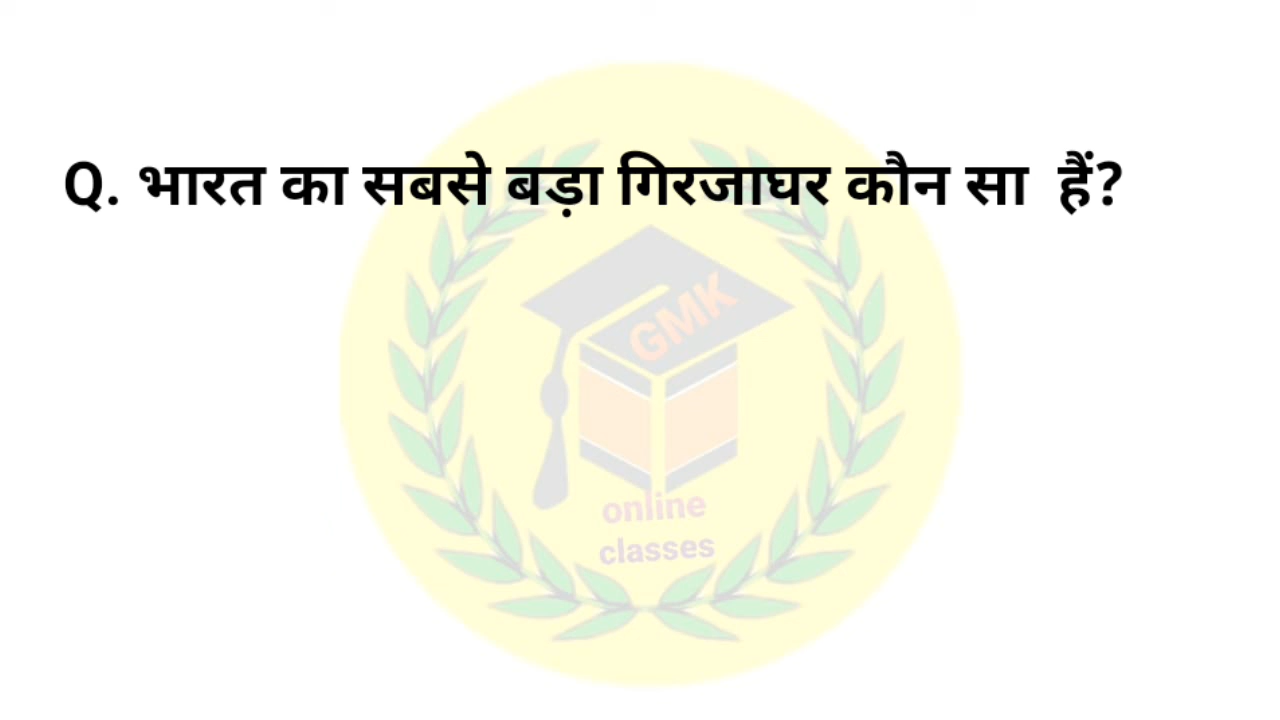 Q. भारत का सबसे बड़ा गिरजाघर कौन सा हैं?
GMK
online
classes